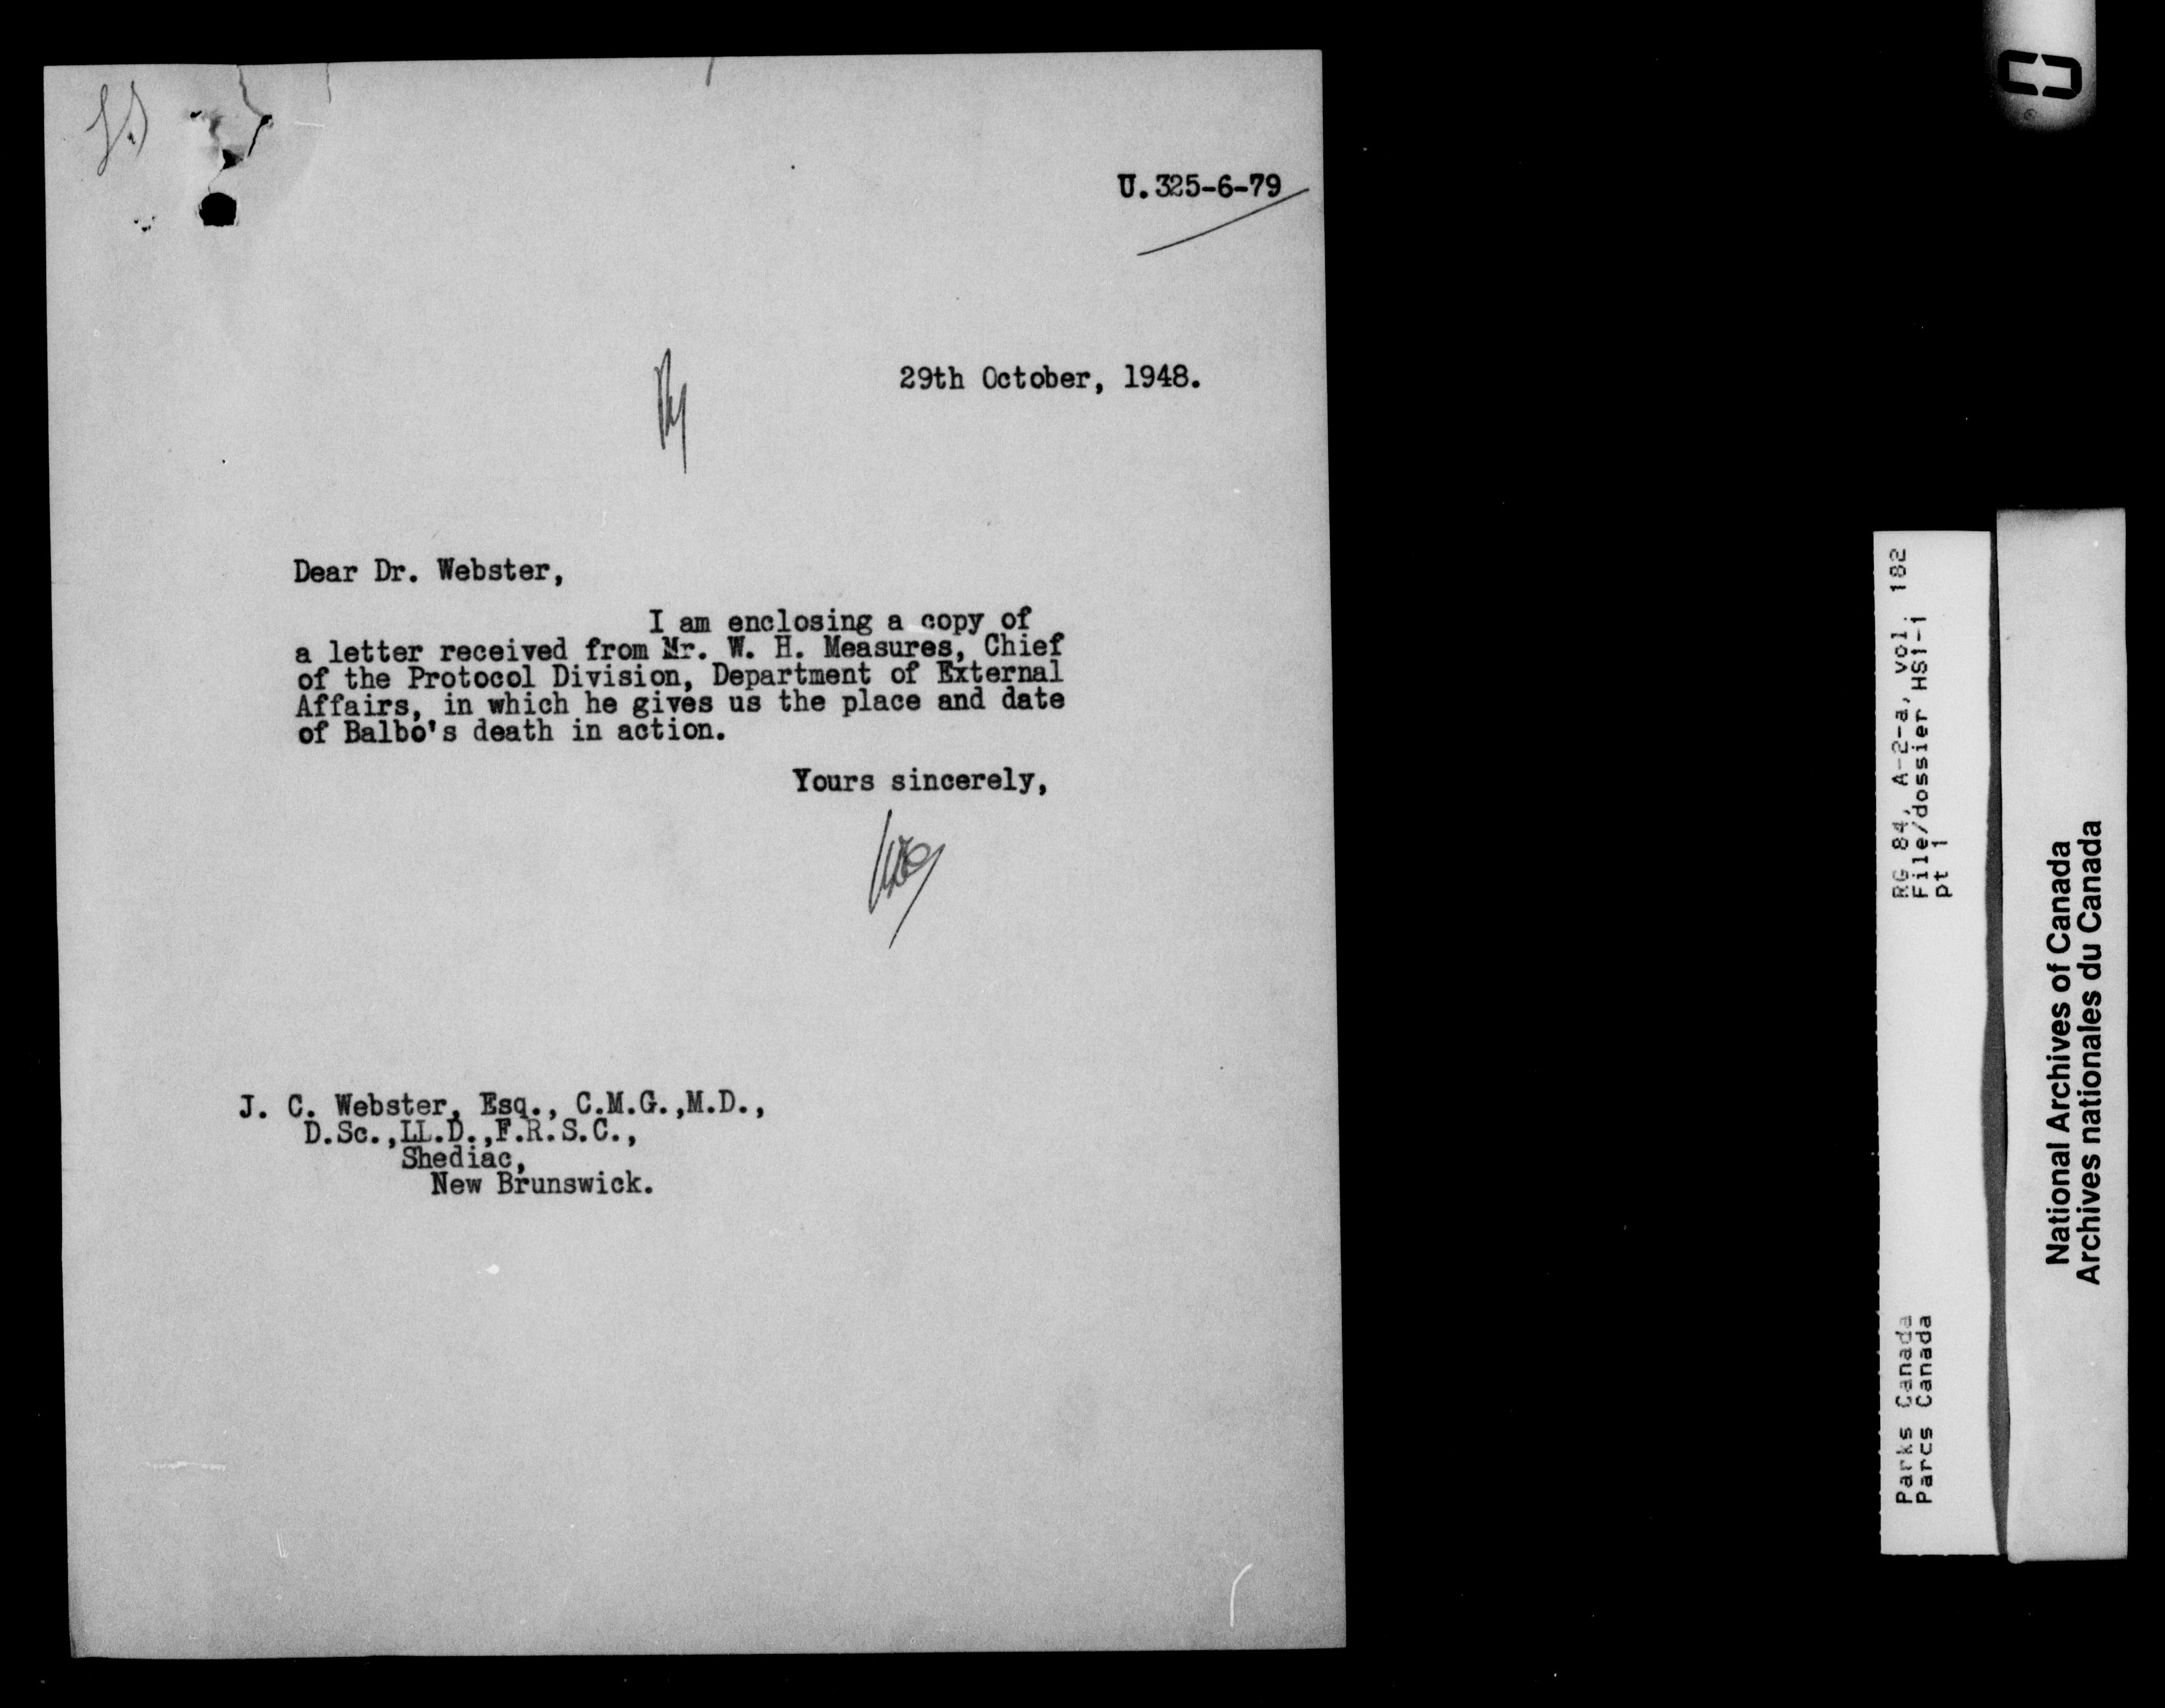 U.325-6-79
29th October, 1948.
Dear Dr. Webster,
I am enclosing a copy of
a letter received from Mr. W. H. Measures, Chief
of the Protocol Division, Department of External
Affairs, in which he gives us the place and date
of Balbo's death in action.
Yours sincerely,
J. C. Webster, Esq., C.M.G.,M.D.,
D.Sc.,LL.D.,F.R.S.C.,
Shediac,
New Brunswick.
RG 84, A-2-a, vol. 182
File/dossier HS1-1
pt 1
Parks Canada
Parcs Canada
National Archives of Canada
Archives nationales du Canada